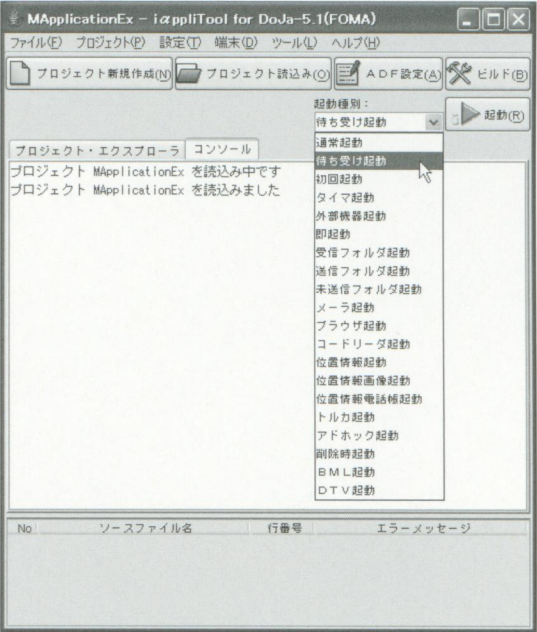 MApplicationEx - iαppliTool for DoJa-5.1(FOMA)
ファイル(F) プロジェクト(P) 設定(T) 端末(D) ツール(L) ヘルプ(H)
プロジェクト新規作成(N) プロジェクト読込み(O) ADF設定(A) ビルド(B)
起動種別:
待ち受け起動 起動(R)
プロジェクト・エクスプローラ コンソール
プロジェクト MApplicationEx を読込み中です
プロジェクト MApplicationEx を読込みました
通常起動
待ち受け起動
初回起動
タイマ起動
外部機器起動
即起動
受信フォルダ起動
送信フォルダ起動
未送信フォルダ起動
メーラ起動
ブラウザ起動
コードリーダ起動
位置情報起動
位置情報画像起動
位置情報電話帳起動
トルカ起動
アドホック起動
削除時起動
BML起動
DTV起動
No ソースファイル名 行番号 エラーメッセージ